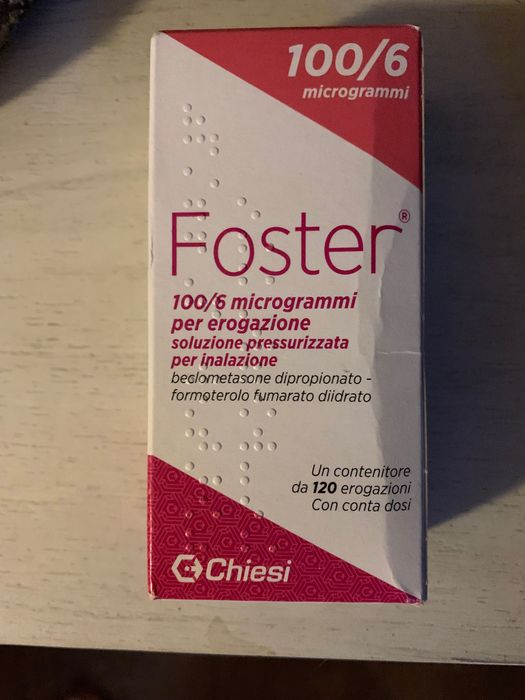 100/6
microgrammi
Foster®
100/6 microgrammi
per erogazione
soluzione pressurizzata
per inalazione
beclometasone dipropionato -
formoterolo fumarato diidrato
Un contenitore
da 120 erogazioni
Con conta dosi
Chiesi